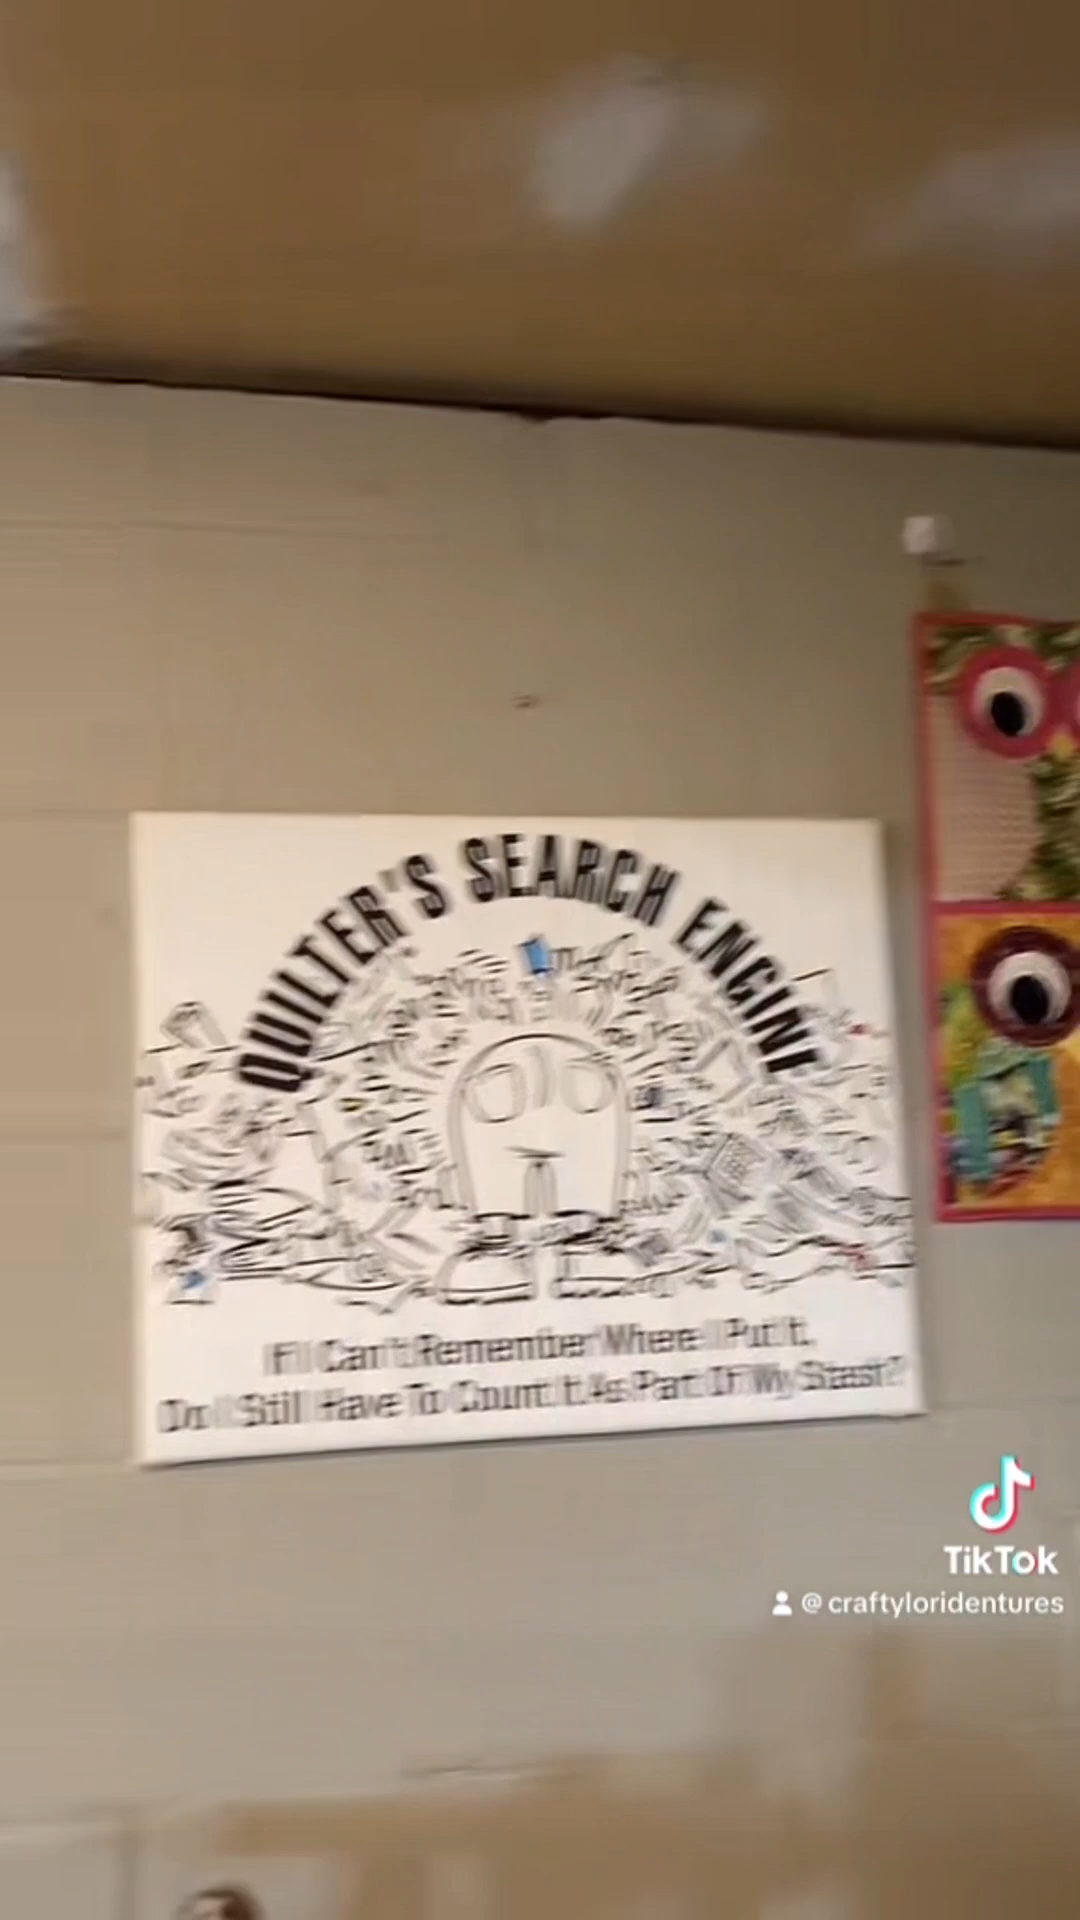 QUILTER'S SEARCH ENGINE
If I Can't Remember Where I Put It,
Do I Still Have To Count It As Part Of My Stash?
TikTok
@craftyloridentures